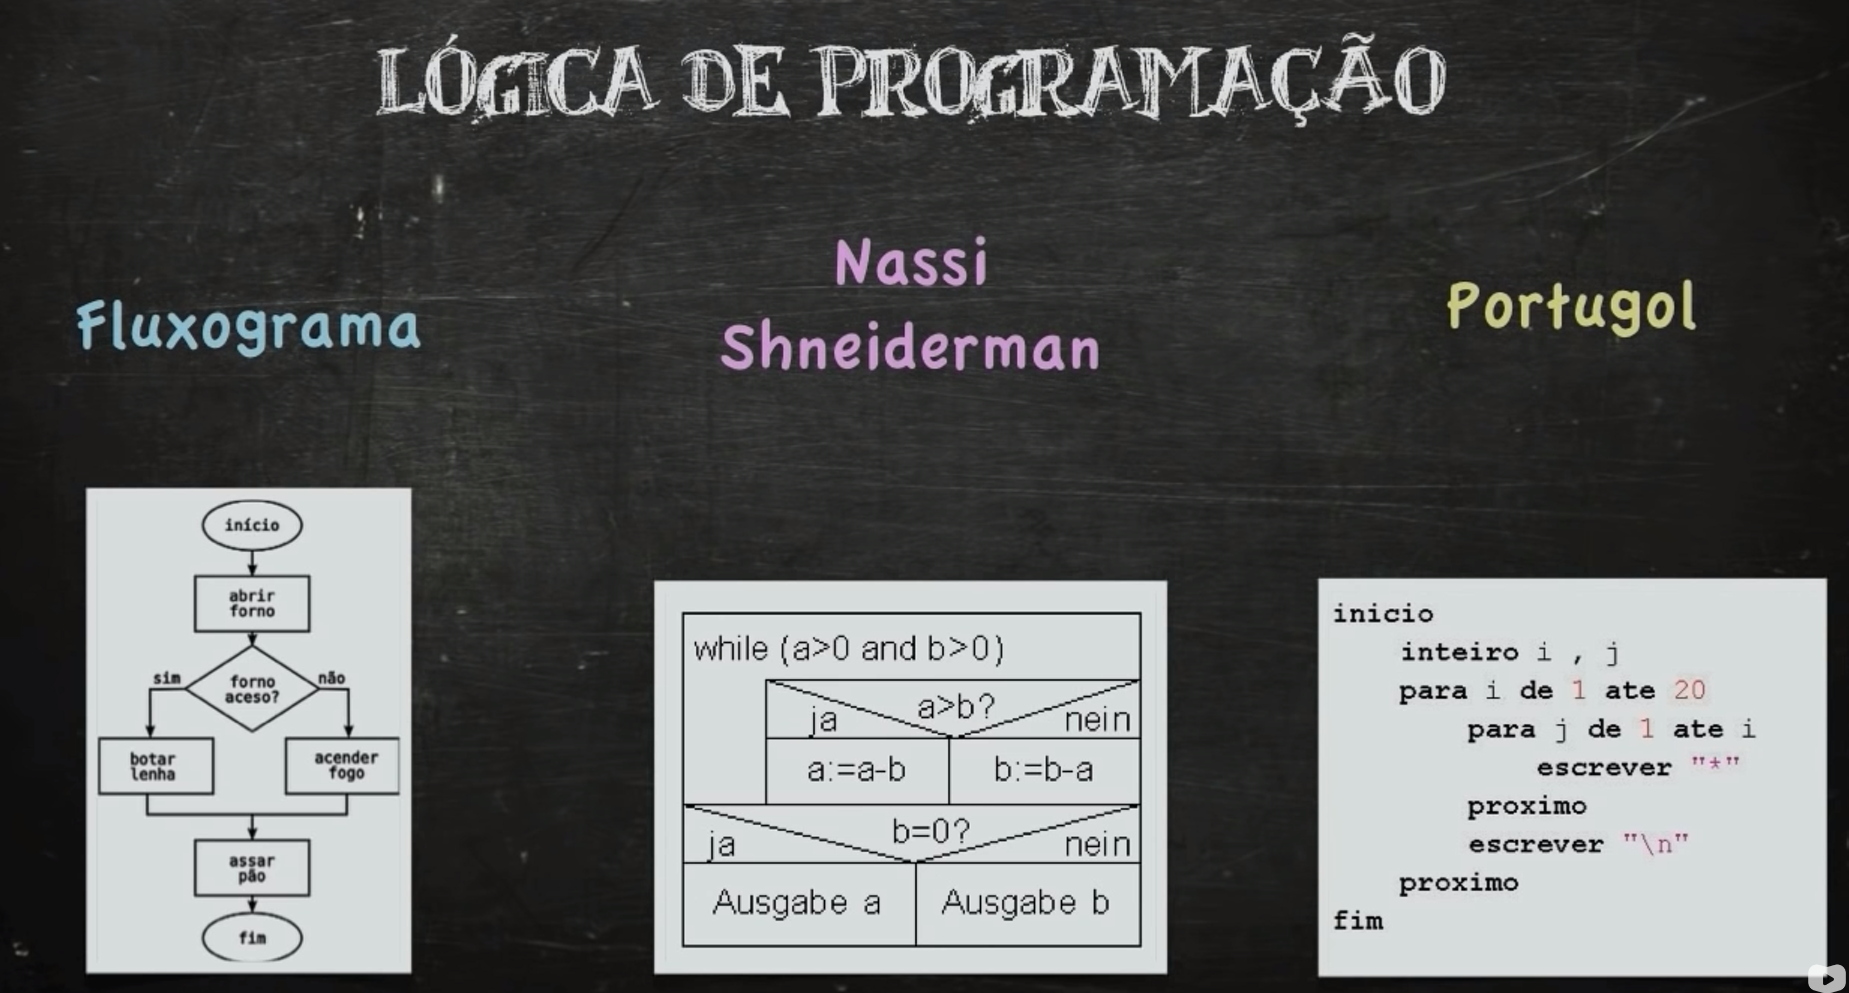 LÓGICA DE PROGRAMAÇÃO
Fluxograma
início
abrir
forno
forno
aceso?
sim
não
botar
lenha
acender
fogo
assar
pão
fim
Nassi
Shneiderman
while (a>0 and b>0)
a>b?
ja
nein
a:=a-b
b:=b-a
b=0?
ja
nein
Ausgabe a
Ausgabe b
Portugol
inicio
inteiro i , j
para i de 1 ate 20
para j de 1 ate i
escrever "*"
proximo
escrever "\n"
proximo
fim